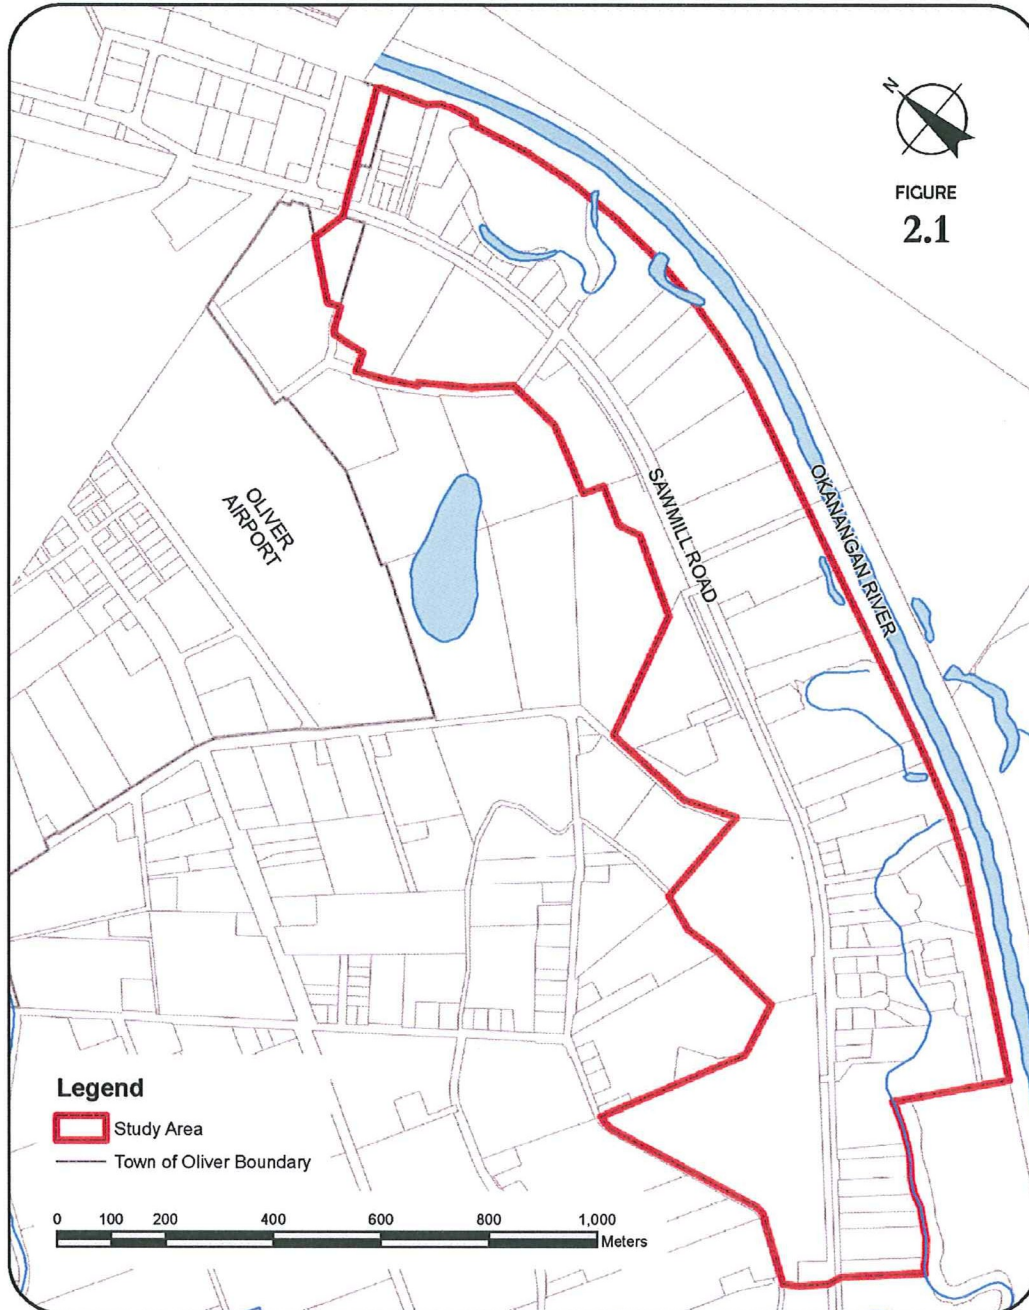 N
FIGURE
2.1
OLIVER
AIRPORT
SAWMILL ROAD
OKANANGAN RIVER
Legend
Study Area
Town of Oliver Boundary
0 100 200 400 600 800 1,000
Meters